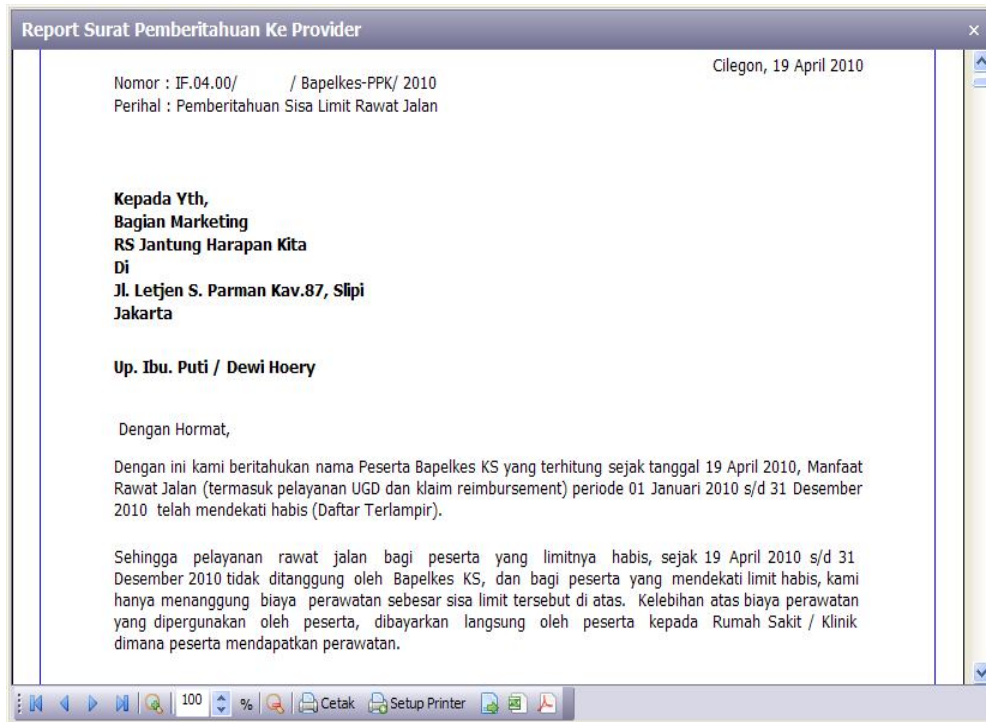 Report Surat Pemberitahuan Ke Provider
Cilegon, 19 April 2010
Nomor : IF.04.00/ / Bapelkes-PPK/ 2010
Perihal : Pemberitahuan Sisa Limit Rawat Jalan
Kepada Yth,
Bagian Marketing
RS Jantung Harapan Kita
Di
Jl. Letjen S. Parman Kav.87, Slipi
Jakarta
Up. Ibu. Puti / Dewi Hoery
Dengan Hormat,
Dengan ini kami beritahukan nama Peserta Bapelkes KS yang terhitung sejak tanggal 19 April 2010, Manfaat
Rawat Jalan (termasuk pelayanan UGD dan klaim reimbursement) periode 01 Januari 2010 s/d 31 Desember
2010 telah mendekati habis (Daftar Terlampir).
Sehingga pelayanan rawat jalan bagi peserta yang limitnya habis, sejak 19 April 2010 s/d 31
Desember 2010 tidak ditanggung oleh Bapelkes KS, dan bagi peserta yang mendekati limit habis, kami
hanya menanggung biaya perawatan sebesar sisa limit tersebut di atas. Kelebihan atas biaya perawatan
yang dipergunakan oleh peserta, dibayarkan langsung oleh peserta kepada Rumah Sakit / Klinik
dimana peserta mendapatkan perawatan.
100 % Cetak Setup Printer